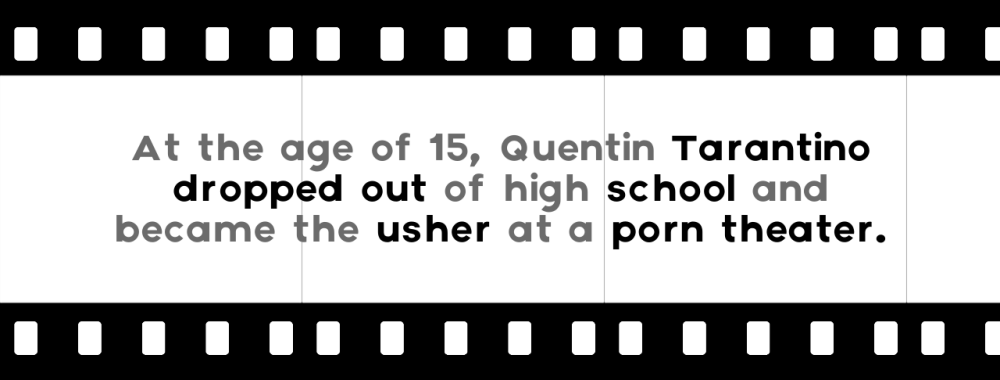 At the age of 15, Quentin Tarantino
dropped out of high school and
became the usher at a porn theater.